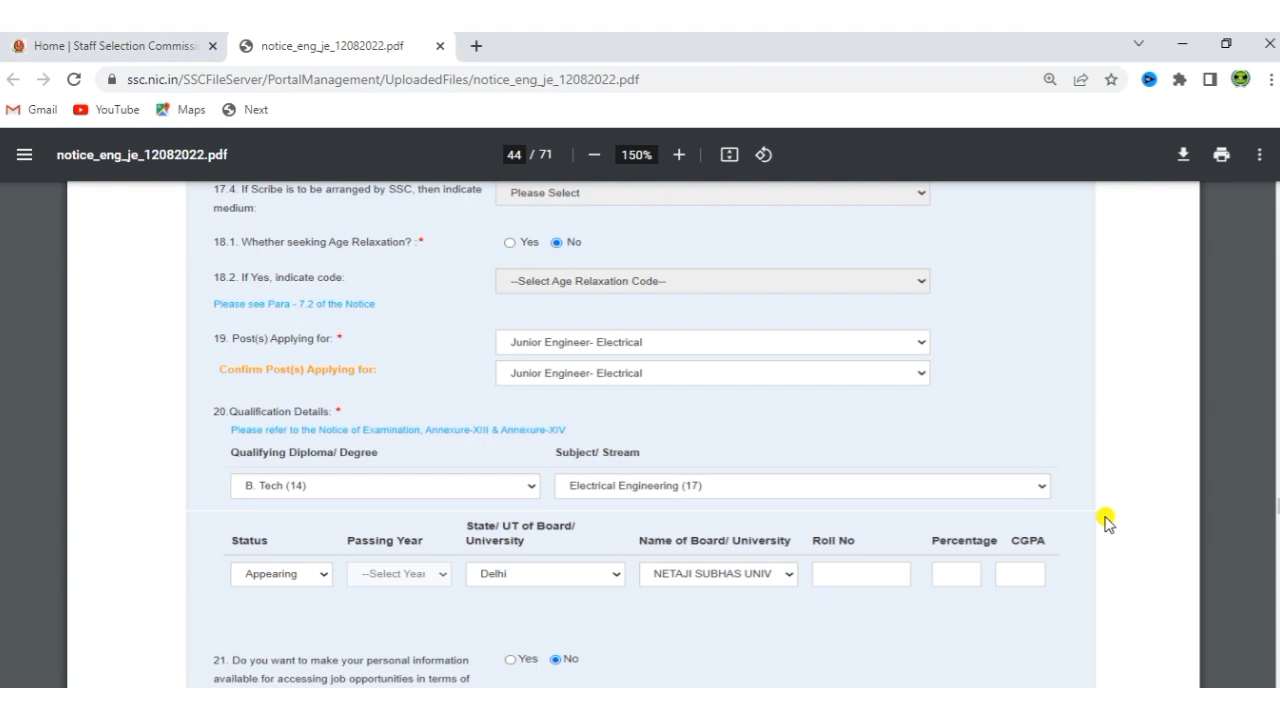 Home | Staff Selection Commissi
notice_eng_je_12082022.pdf
ssc.nic.in/SSCFileServer/PortalManagement/UploadedFiles/notice_eng_je_12082022.pdf
Gmail YouTube Maps Next
notice_eng_je_12082022.pdf 44 / 71 150%
17.4. If Scribe is to be arranged by SSC, then indicate
medium:
Please Select
18.1. Whether seeking Age Relaxation? :* Yes No
18.2. If Yes, indicate code: --Select Age Relaxation Code--
Please see Para - 7.2 of the Notice
19. Post(s) Applying for: * Junior Engineer- Electrical
Confirm Post(s) Applying for: Junior Engineer- Electrical
20.Qualification Details: *
Please refer to the Notice of Examination, Annexure-XIII & Annexure-XIV
Qualifying Diploma/ Degree Subject/ Stream
B. Tech (14) Electrical Engineering (17)
Status Passing Year State/ UT of Board/
University Name of Board/ University Roll No Percentage CGPA
Appearing --Select Year Delhi NETAJI SUBHAS UNIV
21. Do you want to make your personal information Yes No
available for accessing job opportunities in terms of